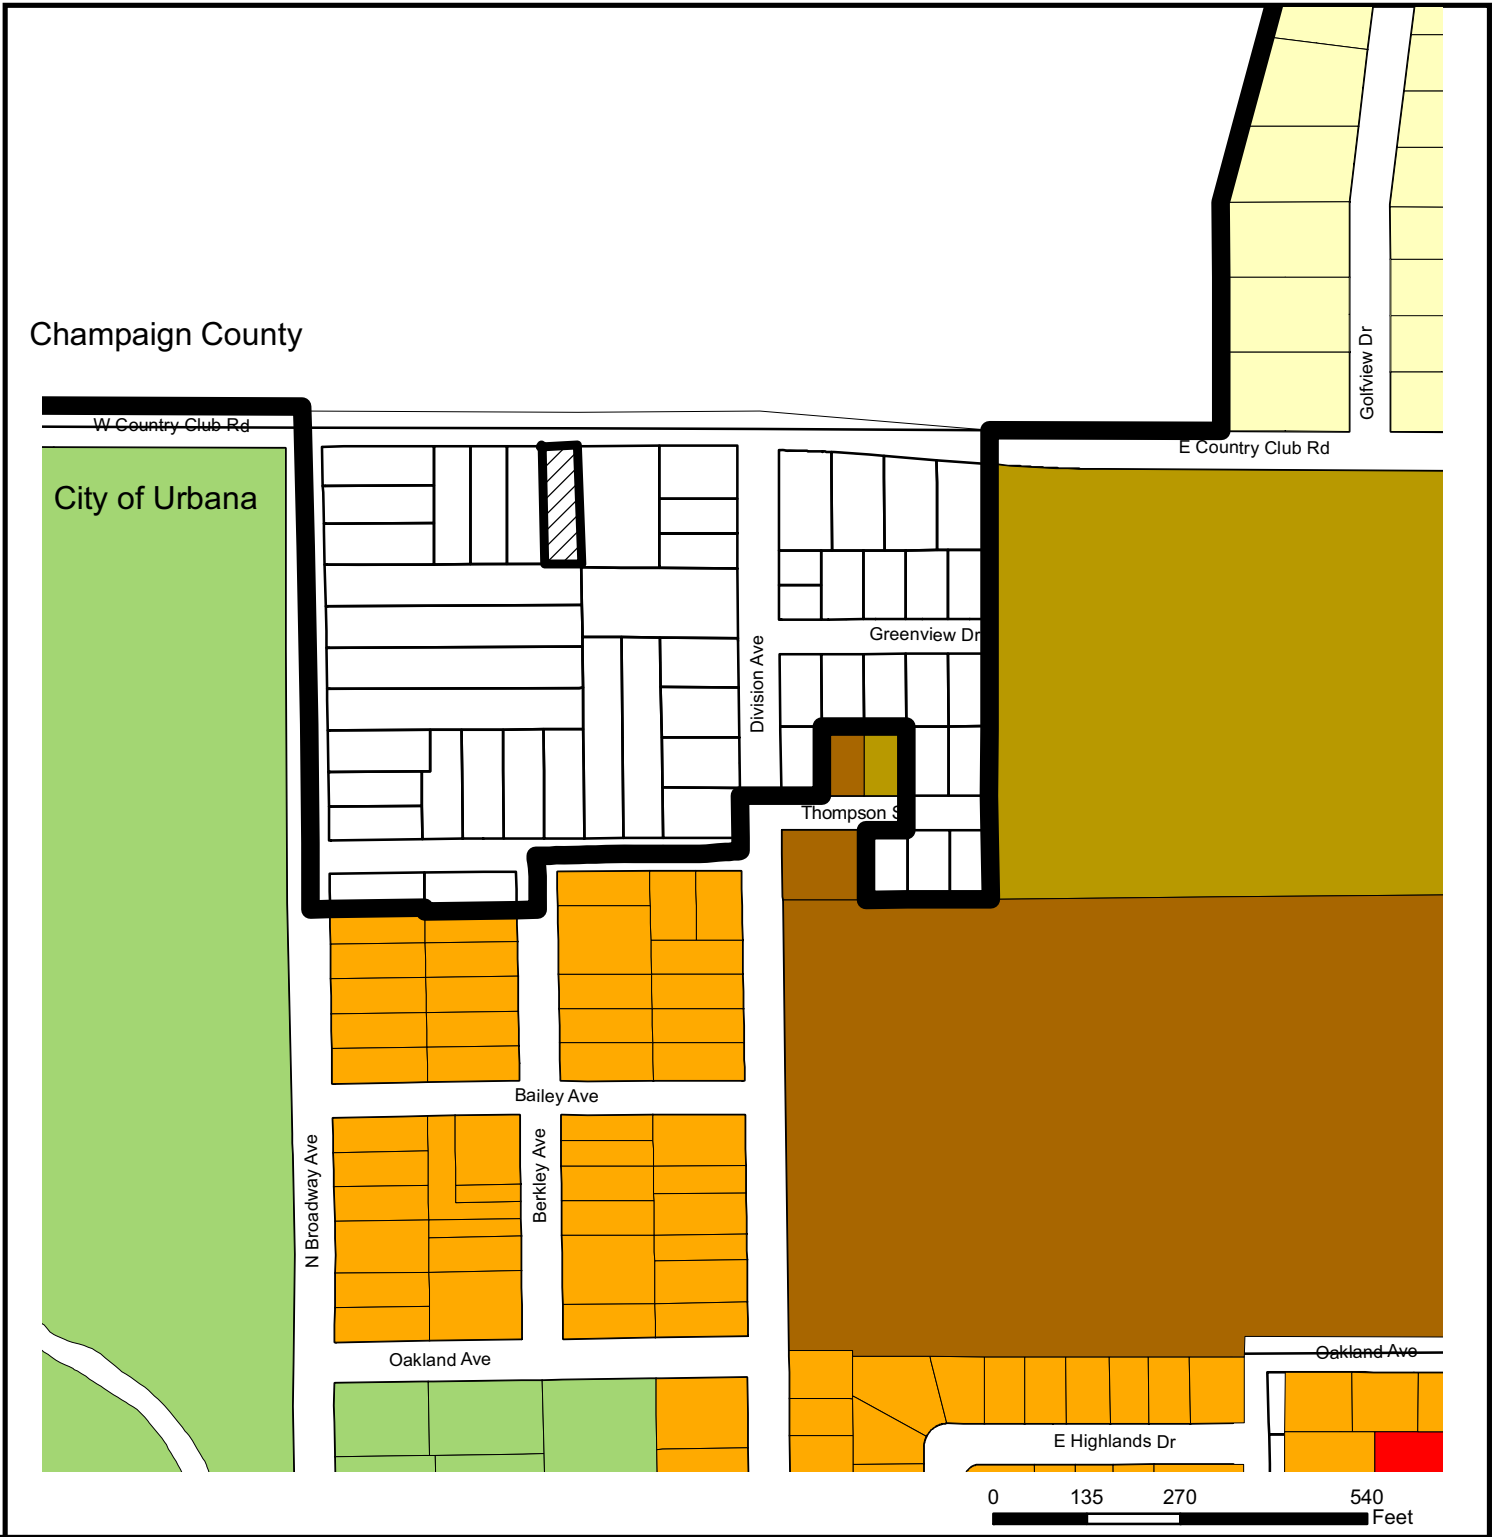 Champaign County
Golfview Dr
W Country Club Rd
E Country Club Rd
City of Urbana
Greenview Dr
Division Ave
Thompson S
Bailey Ave
N Broadway Ave
Berkley Ave
Oakland Ave
Oakland Ave
E Highlands Dr
0 135 270 540
Feet